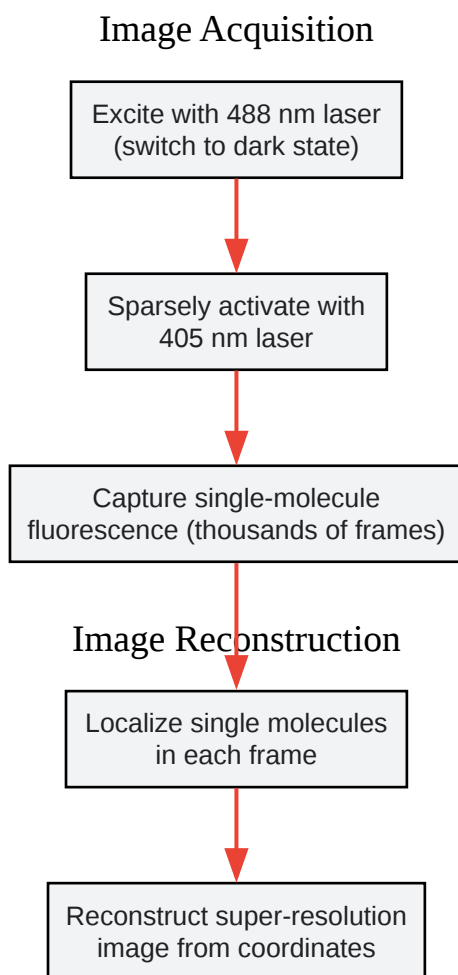 Image Acquisition
Excite with 488 nm laser
(switch to dark state)
Sparsely activate with
405 nm laser
Capture single-molecule
fluorescence (thousands of frames)
Image Reconstruction
Localize single molecules
in each frame
Reconstruct super-resolution
image from coordinates